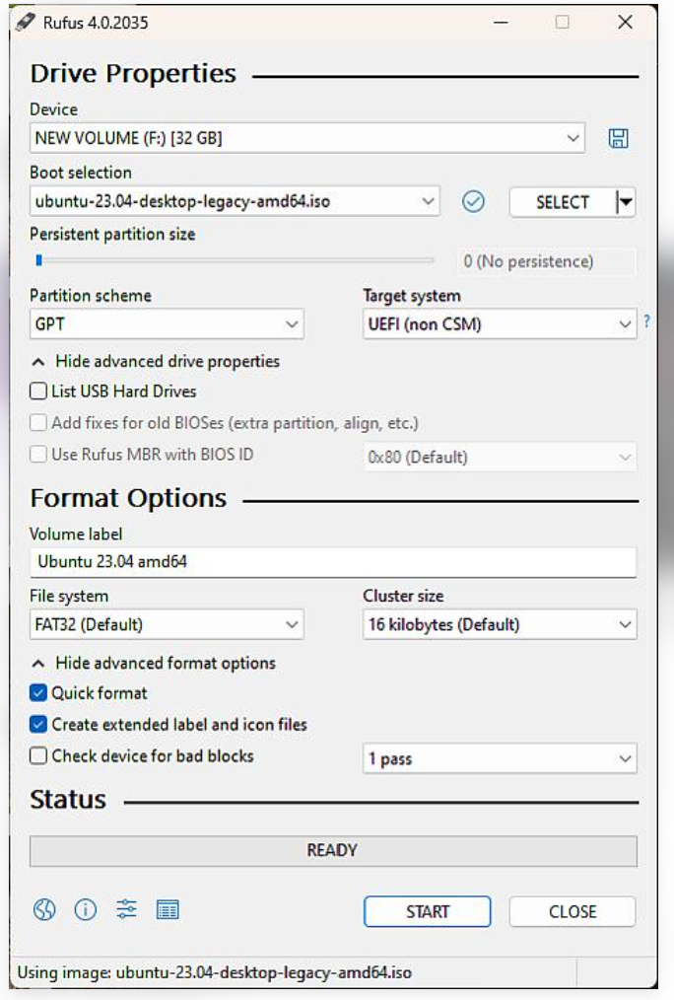 Rufus 4.0.2035
Drive Properties
Device
NEW VOLUME (F:) [32 GB]
Boot selection
ubuntu-23.04-desktop-legacy-amd64.iso
SELECT
Persistent partition size
0 (No persistence)
Partition scheme
Target system
GPT
UEFI (non CSM)
?
Hide advanced drive properties
List USB Hard Drives
Add fixes for old BIOSes (extra partition, align, etc.)
Use Rufus MBR with BIOS ID
0x80 (Default)
Format Options
Volume label
Ubuntu 23.04 amd64
File system
Cluster size
FAT32 (Default)
16 kilobytes (Default)
Hide advanced format options
Quick format
Create extended label and icon files
Check device for bad blocks
1 pass
Status
READY
START
CLOSE
Using image: ubuntu-23.04-desktop-legacy-amd64.iso